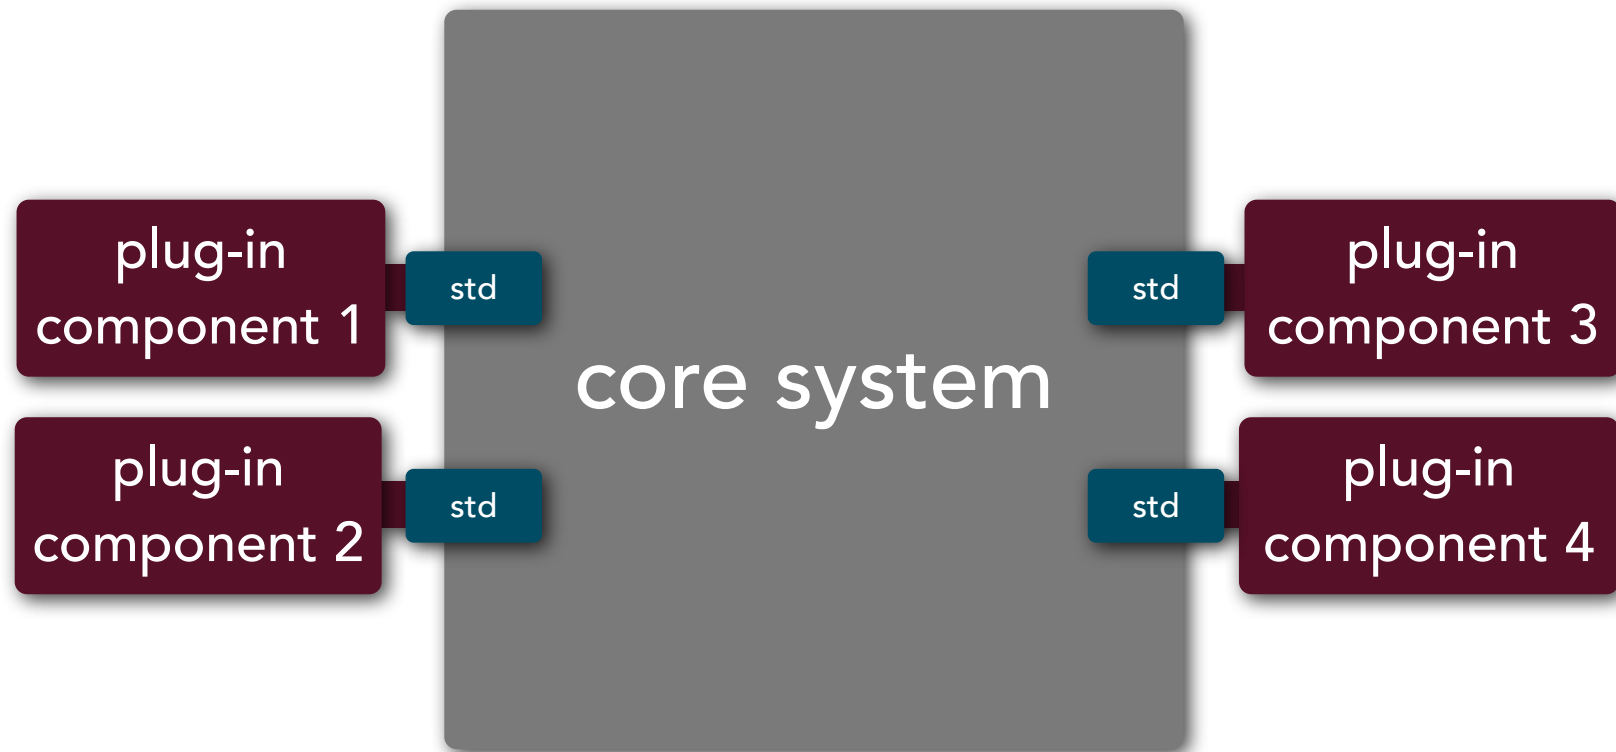 plug-in
component 1
std
plug-in
component 2
std
core system
std
plug-in
component 3
std
plug-in
component 4